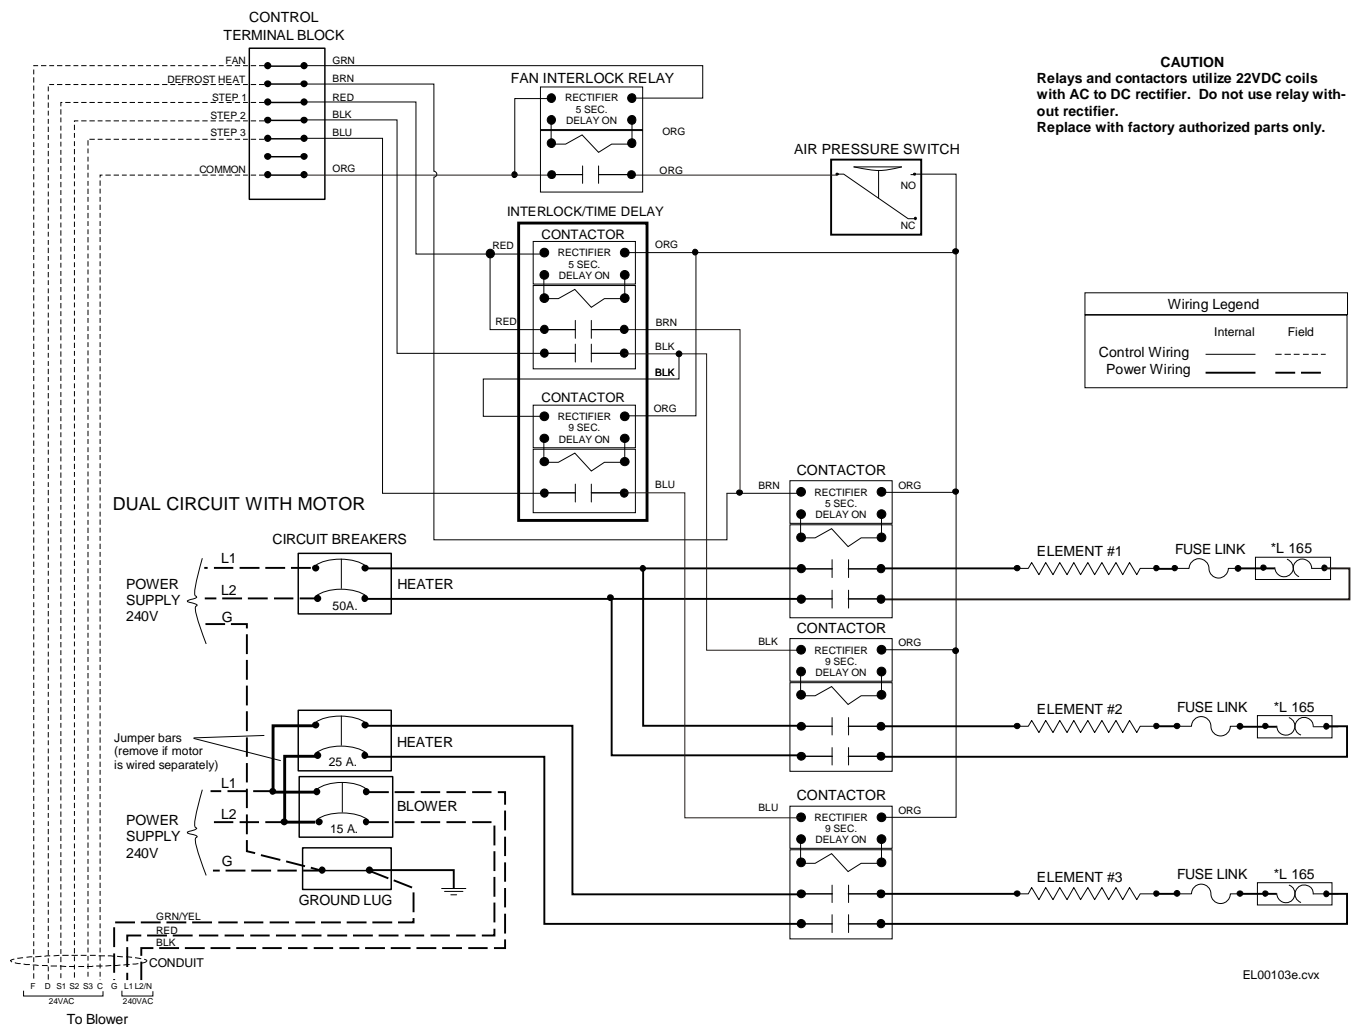 CONTROL
TERMINAL BLOCK
FAN
GRN
DEFROST HEAT
BRN
STEP 1
RED
STEP 2
BLK
STEP 3
BLU
COMMON
ORG
FAN INTERLOCK RELAY
RECTIFIER
5 SEC.
DELAY ON
ORG
ORG
AIR PRESSURE SWITCH
NO
NC
CAUTION
Relays and contactors utilize 22VDC coils
with AC to DC rectifier. Do not use relay with-
out rectifier.
Replace with factory authorized parts only.
INTERLOCK/TIME DELAY
CONTACTOR
RED
RECTIFIER
5 SEC.
DELAY ON
ORG
RED
BRN
BLK
BLK
CONTACTOR
RECTIFIER
9 SEC.
DELAY ON
ORG
BLU
Wiring Legend
Internal Field
Control Wiring
Power Wiring
DUAL CIRCUIT WITH MOTOR
CIRCUIT BREAKERS
L1
L2
G
POWER
SUPPLY
240V
HEATER
50A.
CONTACTOR
BRN
RECTIFIER
5 SEC.
DELAY ON
ORG
ELEMENT #1
FUSE LINK
*L 165
CONTACTOR
BLK
RECTIFIER
9 SEC.
DELAY ON
ORG
ELEMENT #2
FUSE LINK
*L 165
Jumper bars
(remove if motor
is wired separately)
HEATER
25 A.
L1
L2
G
POWER
SUPPLY
240V
BLOWER
15 A.
GROUND LUG
CONTACTOR
BLU
RECTIFIER
9 SEC.
DELAY ON
ORG
ELEMENT #3
FUSE LINK
*L 165
GRN/YEL
RED
BLK
CONDUIT
F D S1 S2 S3 C G L1 L2/N
24VAC 240VAC
To Blower
EL00103e.cvx